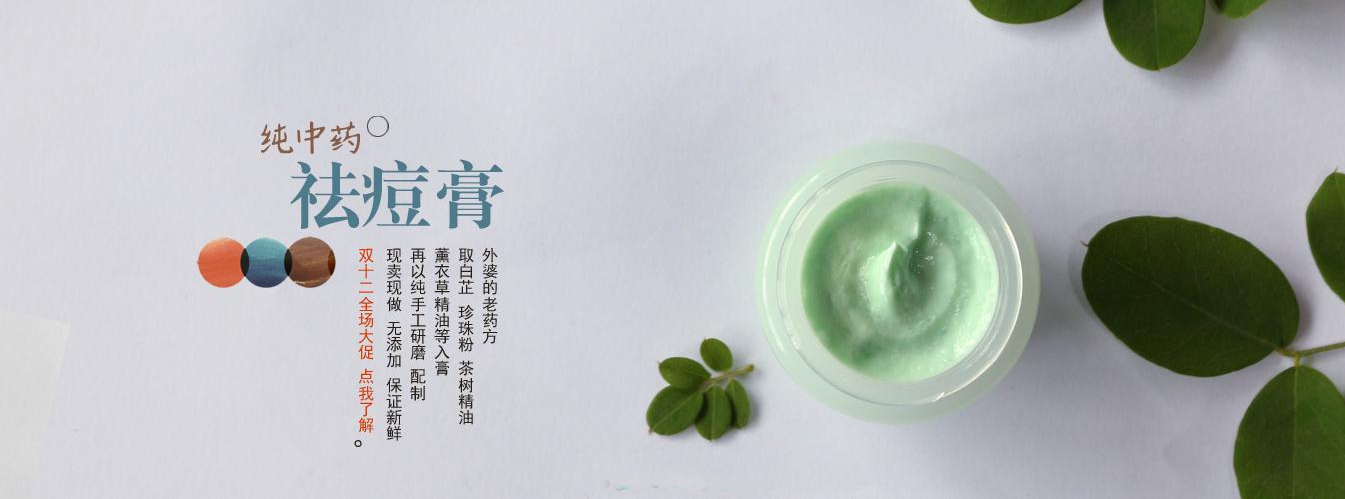 纯中药
祛痘膏
外婆的老药方
取白芷 珍珠粉 茶树精油
薰衣草精油等入膏
再以纯手工研磨 配制
现卖现做 无添加 保证新鲜
双十二全场大促 点我了解。